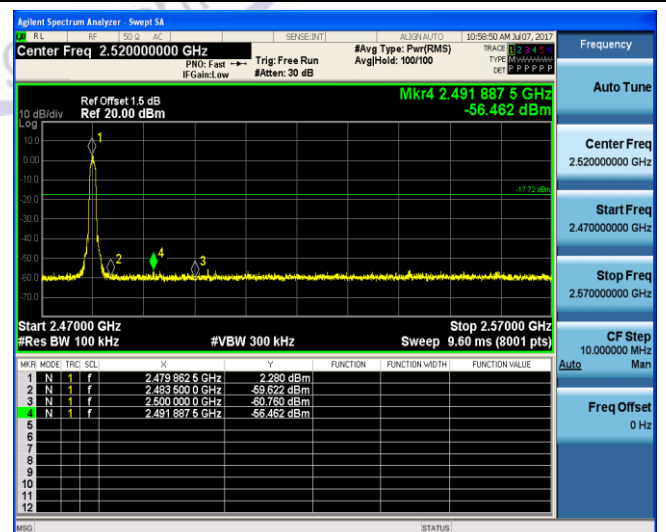 Agilent Spectrum Analyzer - Swept SA
RL RF 50 Ω AC SENSE:INT ALIGN AUTO 10:58:50 AM Jul 07, 2017
Center Freq 2.520000000 GHz
PNO: Fast
IFGain:Low
Trig: Free Run
#Atten: 30 dB
#Avg Type: Pwr(RMS)
Avg|Hold: 100/100
TRACE 1 2 3 4 5 6
TYPE M
DET P P P P P P
Mkr4 2.491 887 5 GHz
-56.462 dBm
Ref Offset 1.5 dB
10 dB/div Ref 20.00 dBm
Log
10.0
0.00
-10.0
-20.0
-30.0
-40.0
-50.0
-60.0
-70.0
-17.72 dBm
1
2
4
3
Start 2.47000 GHz Stop 2.57000 GHz
#Res BW 100 kHz #VBW 300 kHz Sweep 9.60 ms (8001 pts)
MKR MODE TRC SCL X Y FUNCTION FUNCTION WIDTH FUNCTION VALUE
1 N 1 f 2.479 862 5 GHz 2.280 dBm
2 N 1 f 2.483 500 0 GHz -59.622 dBm
3 N 1 f 2.500 000 0 GHz -60.760 dBm
4 N 1 f 2.491 887 5 GHz -56.462 dBm
5
6
7
8
9
10
11
12
MSG STATUS
Frequency
Auto Tune
Center Freq
2.520000000 GHz
Start Freq
2.470000000 GHz
Stop Freq
2.570000000 GHz
CF Step
10.000000 MHz
Auto Man
Freq Offset
0 Hz